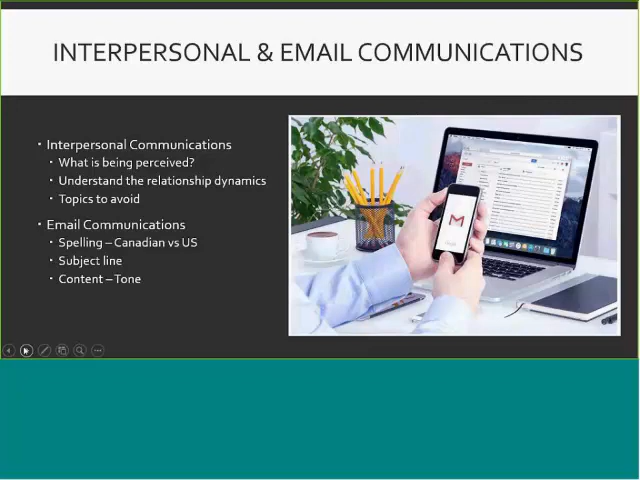 INTERPERSONAL & EMAIL COMMUNICATIONS
Interpersonal Communications
What is being perceived?
Understand the relationship dynamics
Topics to avoid
Email Communications
Spelling – Canadian vs US
Subject line
Content – Tone